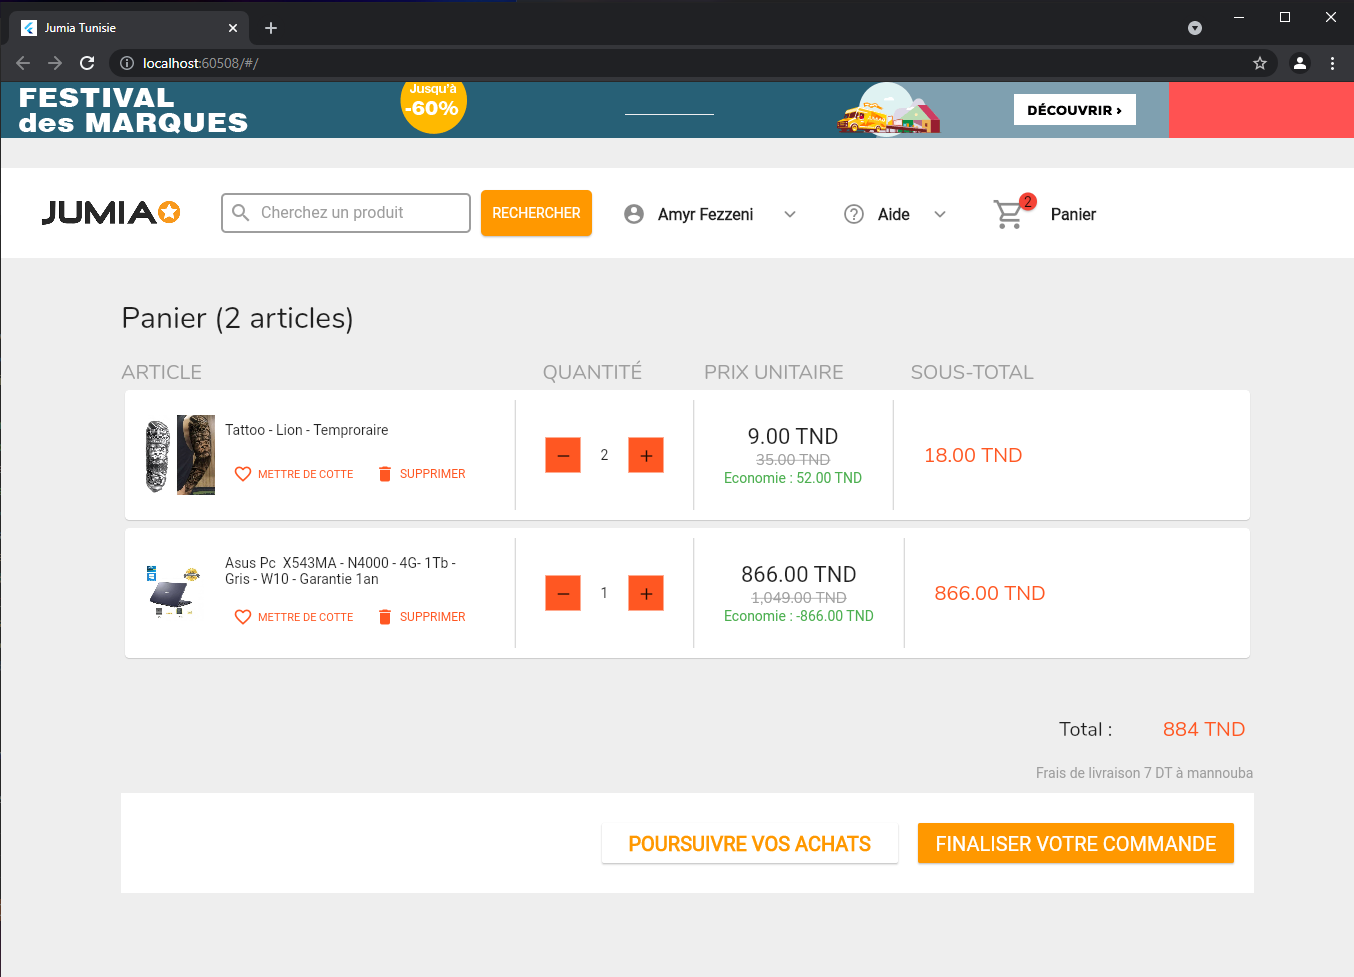 Jumia Tunisie
localhost:60508/#/
FESTIVAL
des MARQUES
Jusqu'à
-60%
DÉCOUVRIR ›
JUMIA
Cherchez un produit
RECHERCHER
Amyr Fezzeni
Aide
2
Panier
Panier (2 articles)
ARTICLE QUANTITÉ PRIX UNITAIRE SOUS-TOTAL
Tattoo - Lion - Temproraire
METTRE DE COTTE SUPPRIMER
2
9.00 TND
35.00 TND
Economie : 52.00 TND
18.00 TND
Asus Pc  X543MA - N4000 - 4G- 1Tb -
Gris - W10 - Garantie 1an
METTRE DE COTTE SUPPRIMER
1
866.00 TND
1,049.00 TND
Economie : -866.00 TND
866.00 TND
Total : 884 TND
Frais de livraison 7 DT à mannouba
POURSUIVRE VOS ACHATS FINALISER VOTRE COMMANDE